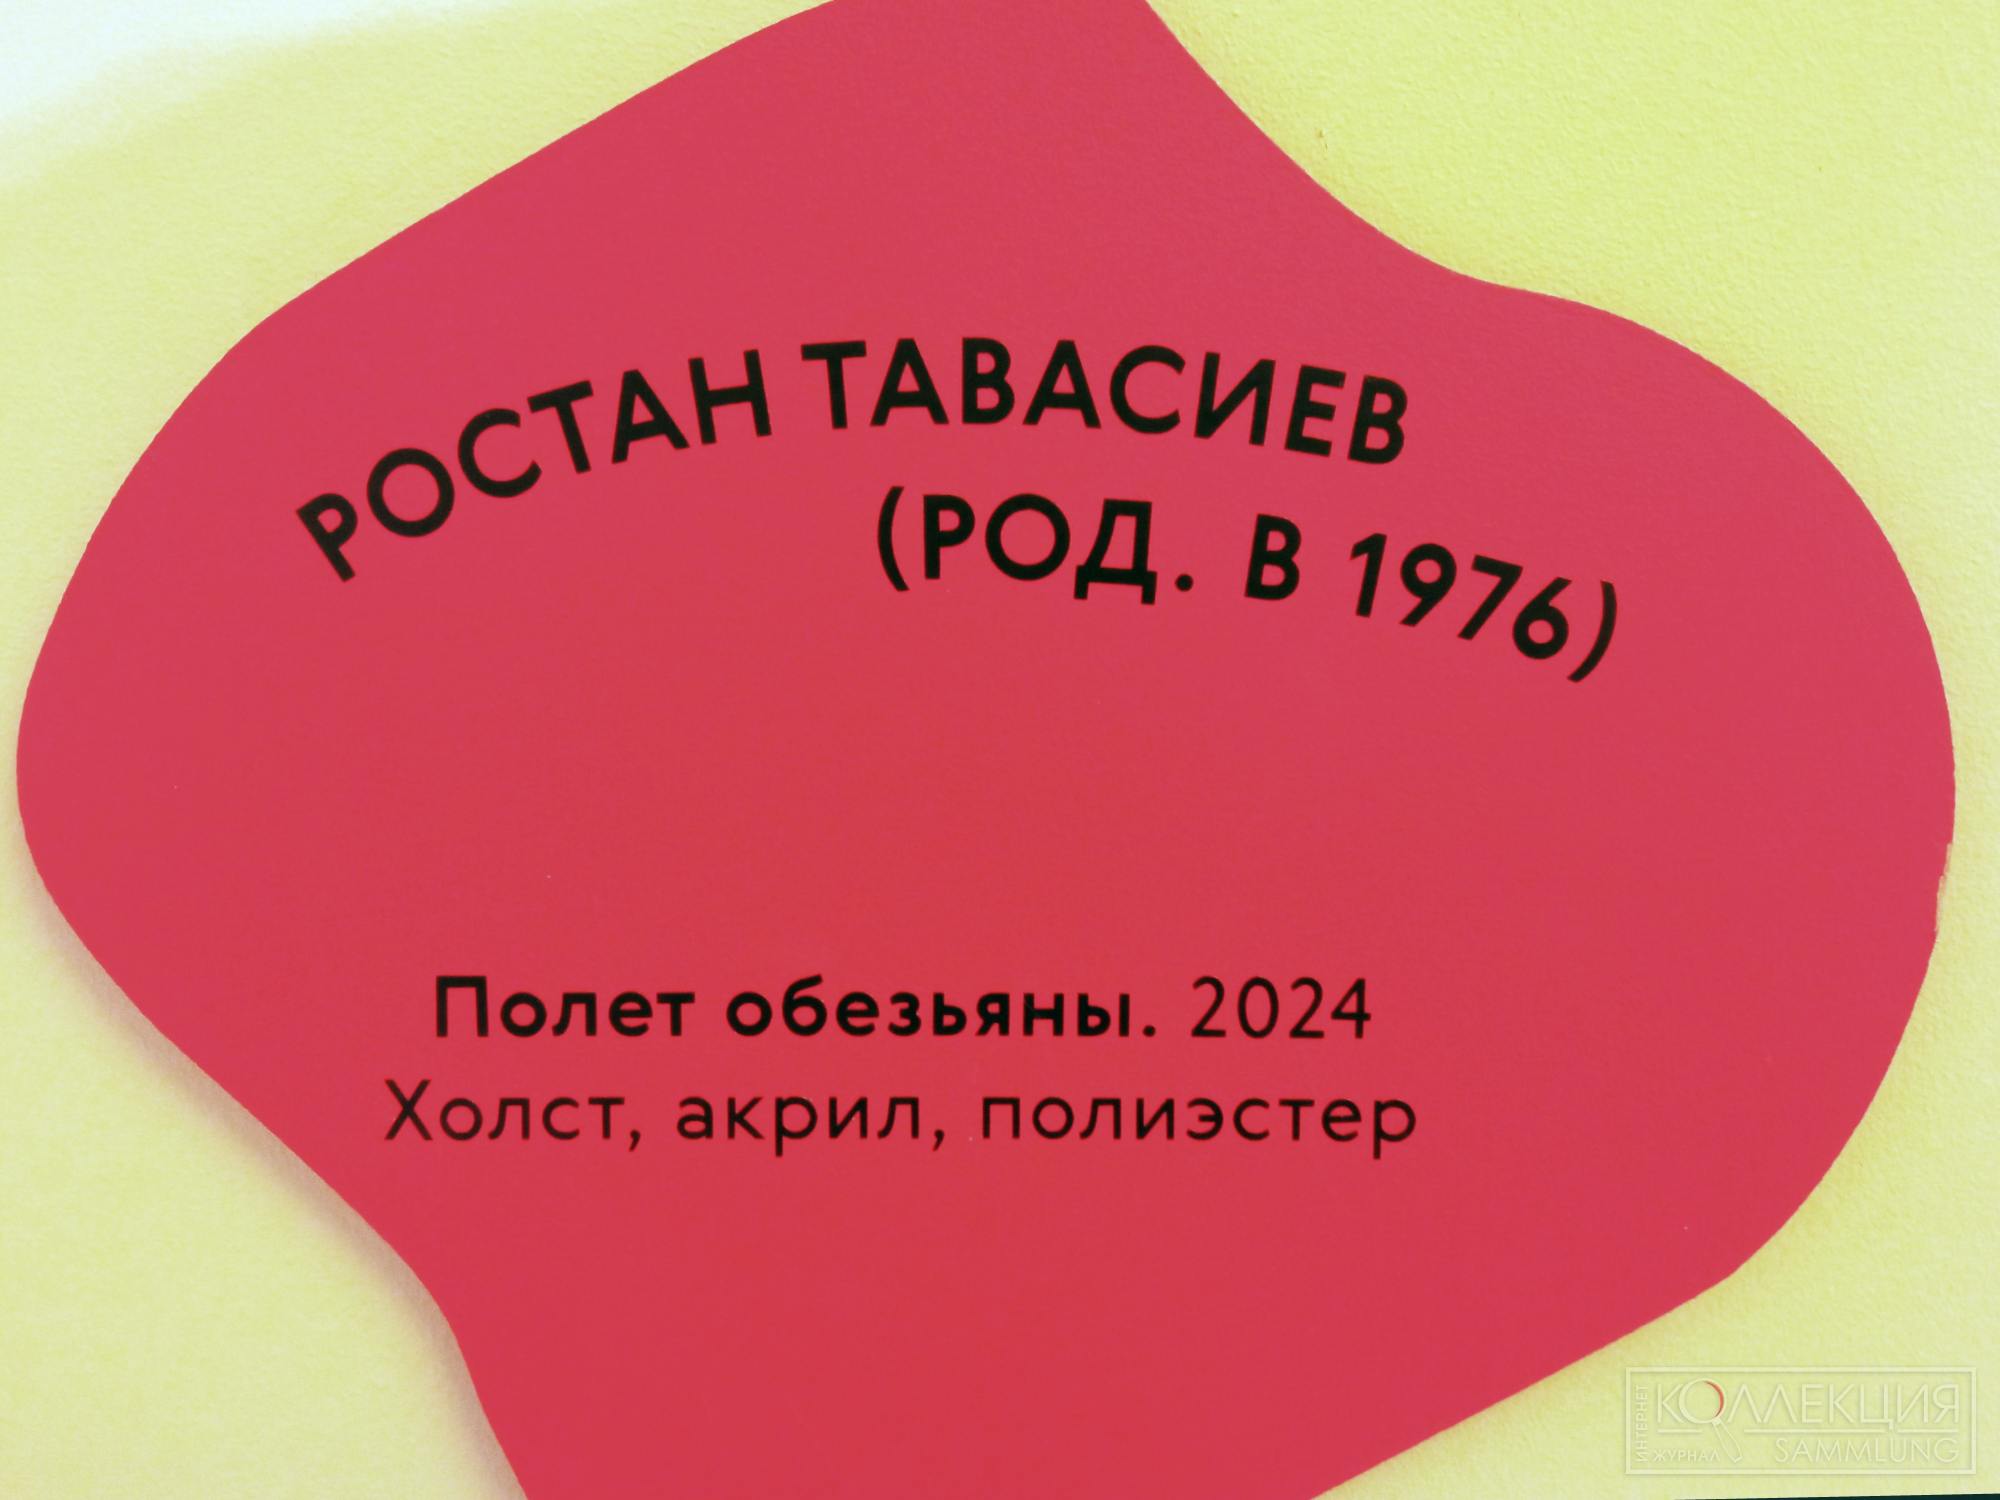 РОСТАН ТАВАСИЕВ
(РОД. В 1976)
Полет обезьяны. 2024
Холст, акрил, полиэстер
ИНТЕРНЕТ
ЖУРНАЛ
КОЛЛЕКЦИЯ
SAMMLUNG